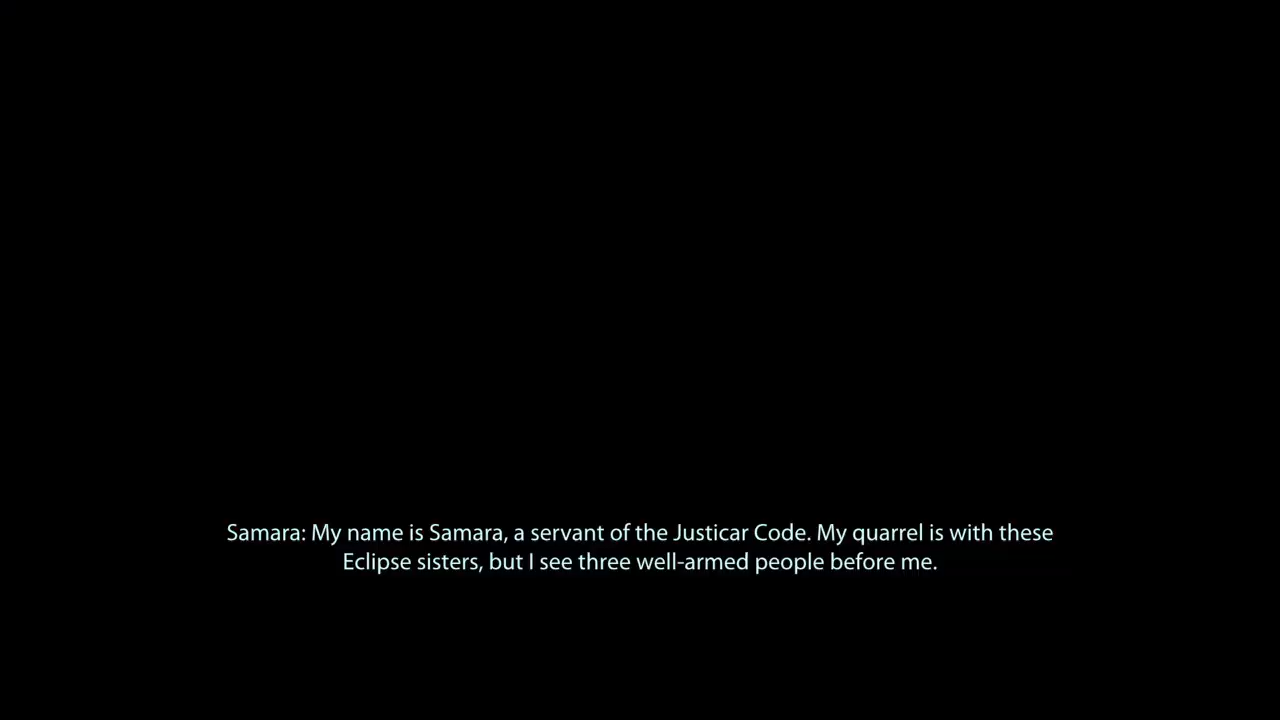 Samara: My name is Samara, a servant of the Justicar Code. My quarrel is with these
Eclipse sisters, but I see three well-armed people before me.